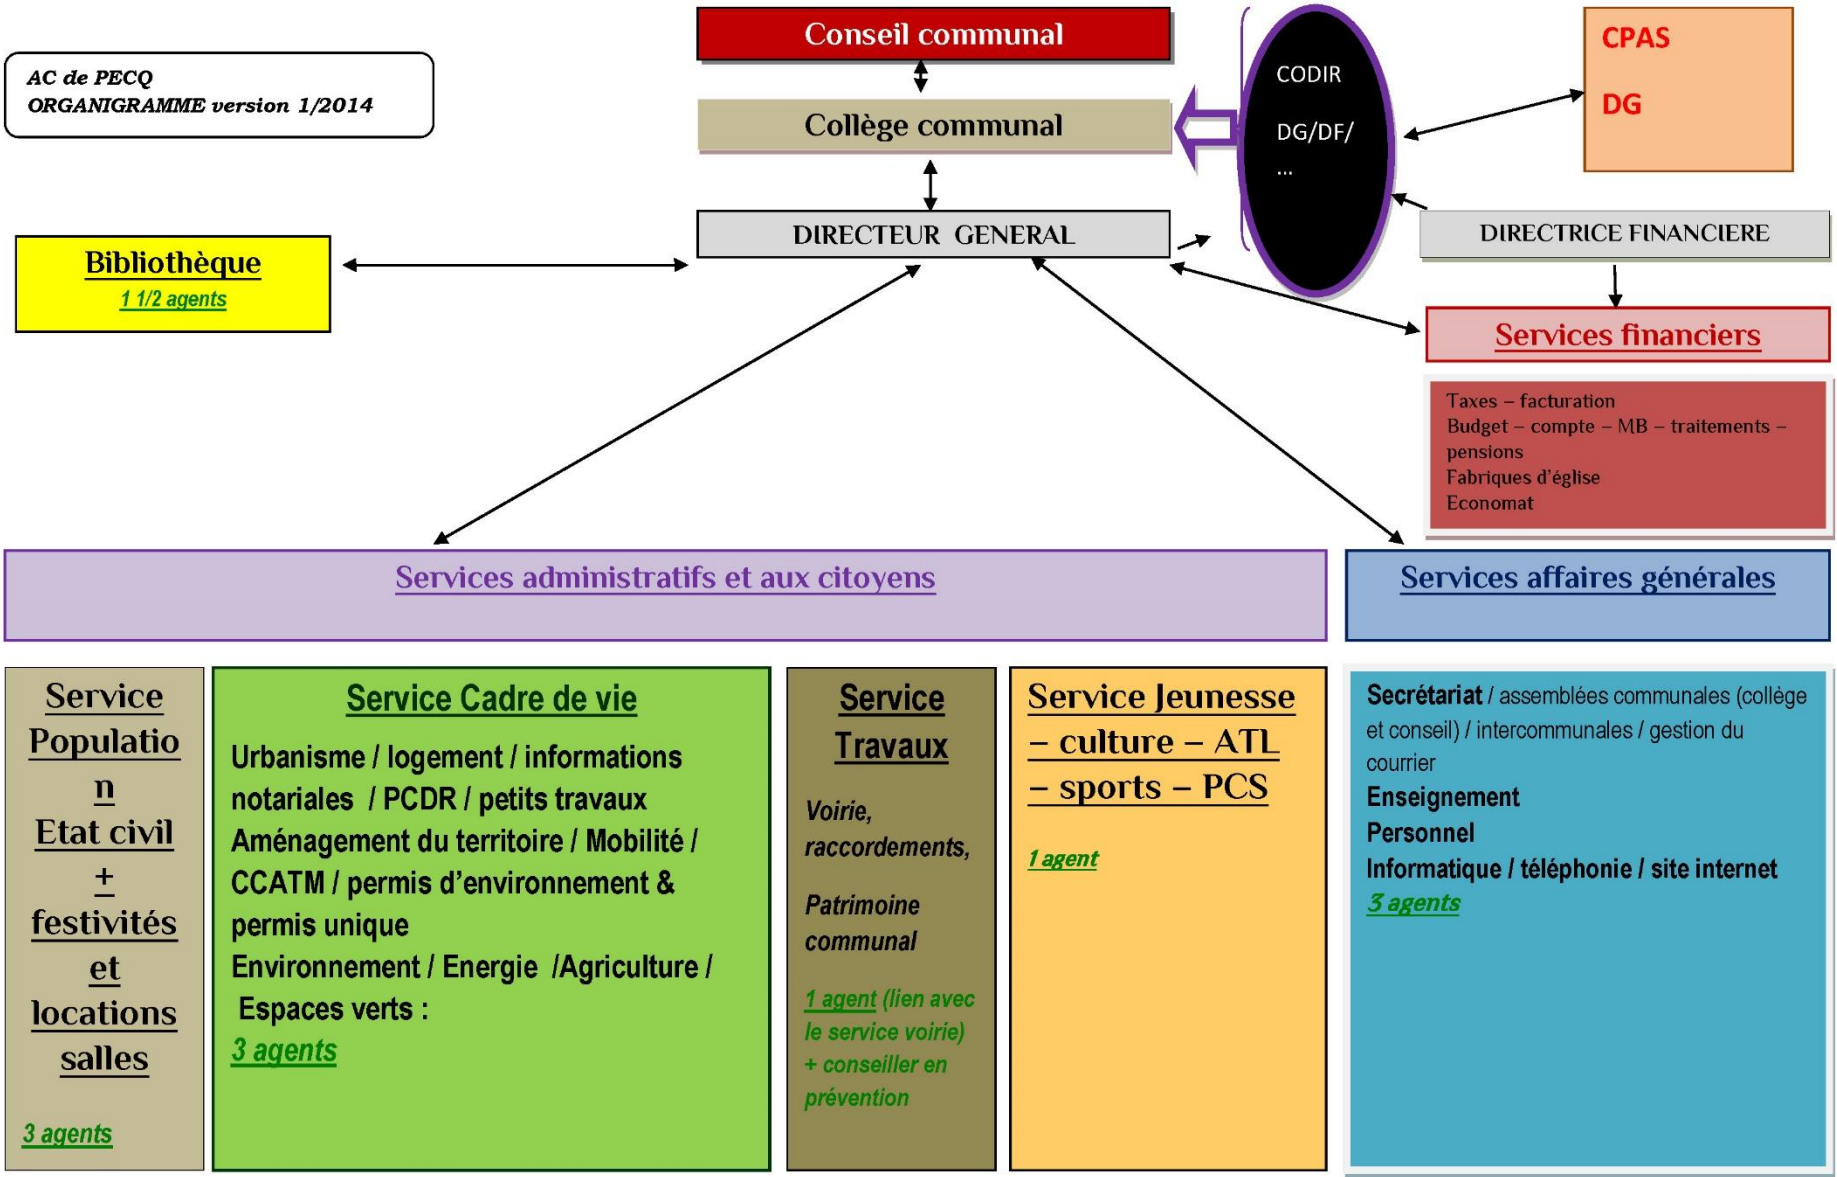 Conseil communal
AC de PECQ
ORGANIGRAMME version 1/2014
Collège communal
CODIR
DG/DF/
...
CPAS
DG
DIRECTEUR GENERAL
DIRECTRICE FINANCIERE
Bibliothèque
1 1/2 agents
Services financiers
Taxes – facturation
Budget – compte – MB – traitements –
pensions
Fabriques d'église
Economat
Services administratifs et aux citoyens
Services affaires générales
Service
Populatio
n
Etat civil
+
festivités
et
locations
salles
3 agents
Service Cadre de vie
Urbanisme / logement / informations
notariales / PCDR / petits travaux
Aménagement du territoire / Mobilité /
CCATM / permis d'environnement &
permis unique
Environnement / Energie /Agriculture /
Espaces verts :
3 agents
Service
Travaux
Voirie,
raccordements,
Patrimoine
communal
1 agent (lien avec
le service voirie)
+ conseiller en
prévention
Service Jeunesse
– culture – ATL
– sports – PCS
1 agent
Secrétariat / assemblées communales (collège
et conseil) / intercommunales / gestion du
courrier
Enseignement
Personnel
Informatique / téléphonie / site internet
3 agents